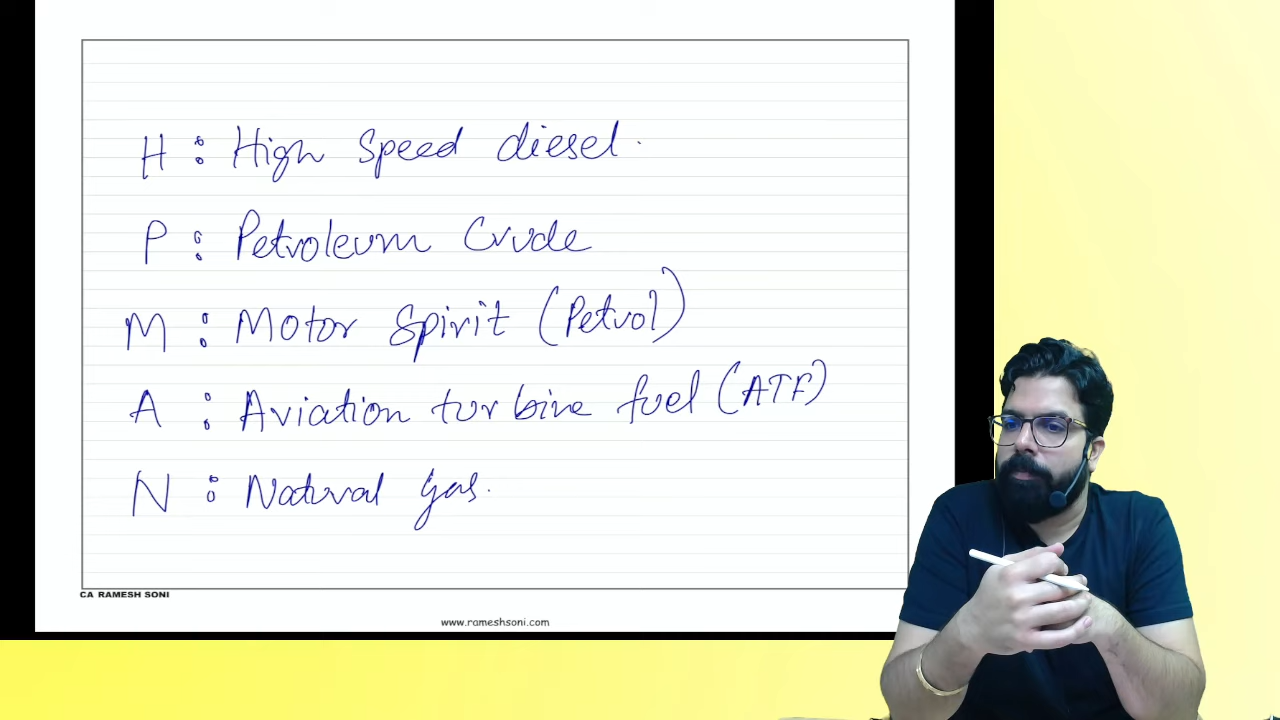 H : High Speed diesel.
P : Petroleum Crude
M : Motor Spirit (Petrol)
A : Aviation turbine fuel (ATF)
N : Natural gas.
CA RAMESH SONI
www.rameshsoni.com